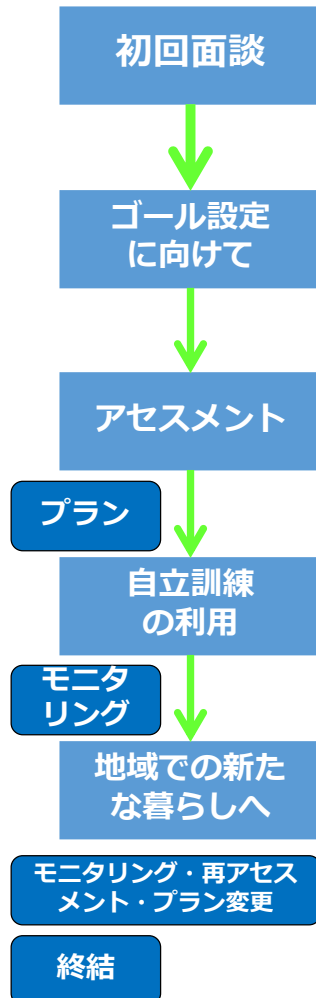 初回面談
ゴール設定
に向けて
アセスメント
プラン
自立訓練
の利用
モニタ
リング
地域での新た
な暮らしへ
モニタリング・再アセス
メント・プラン変更
終結